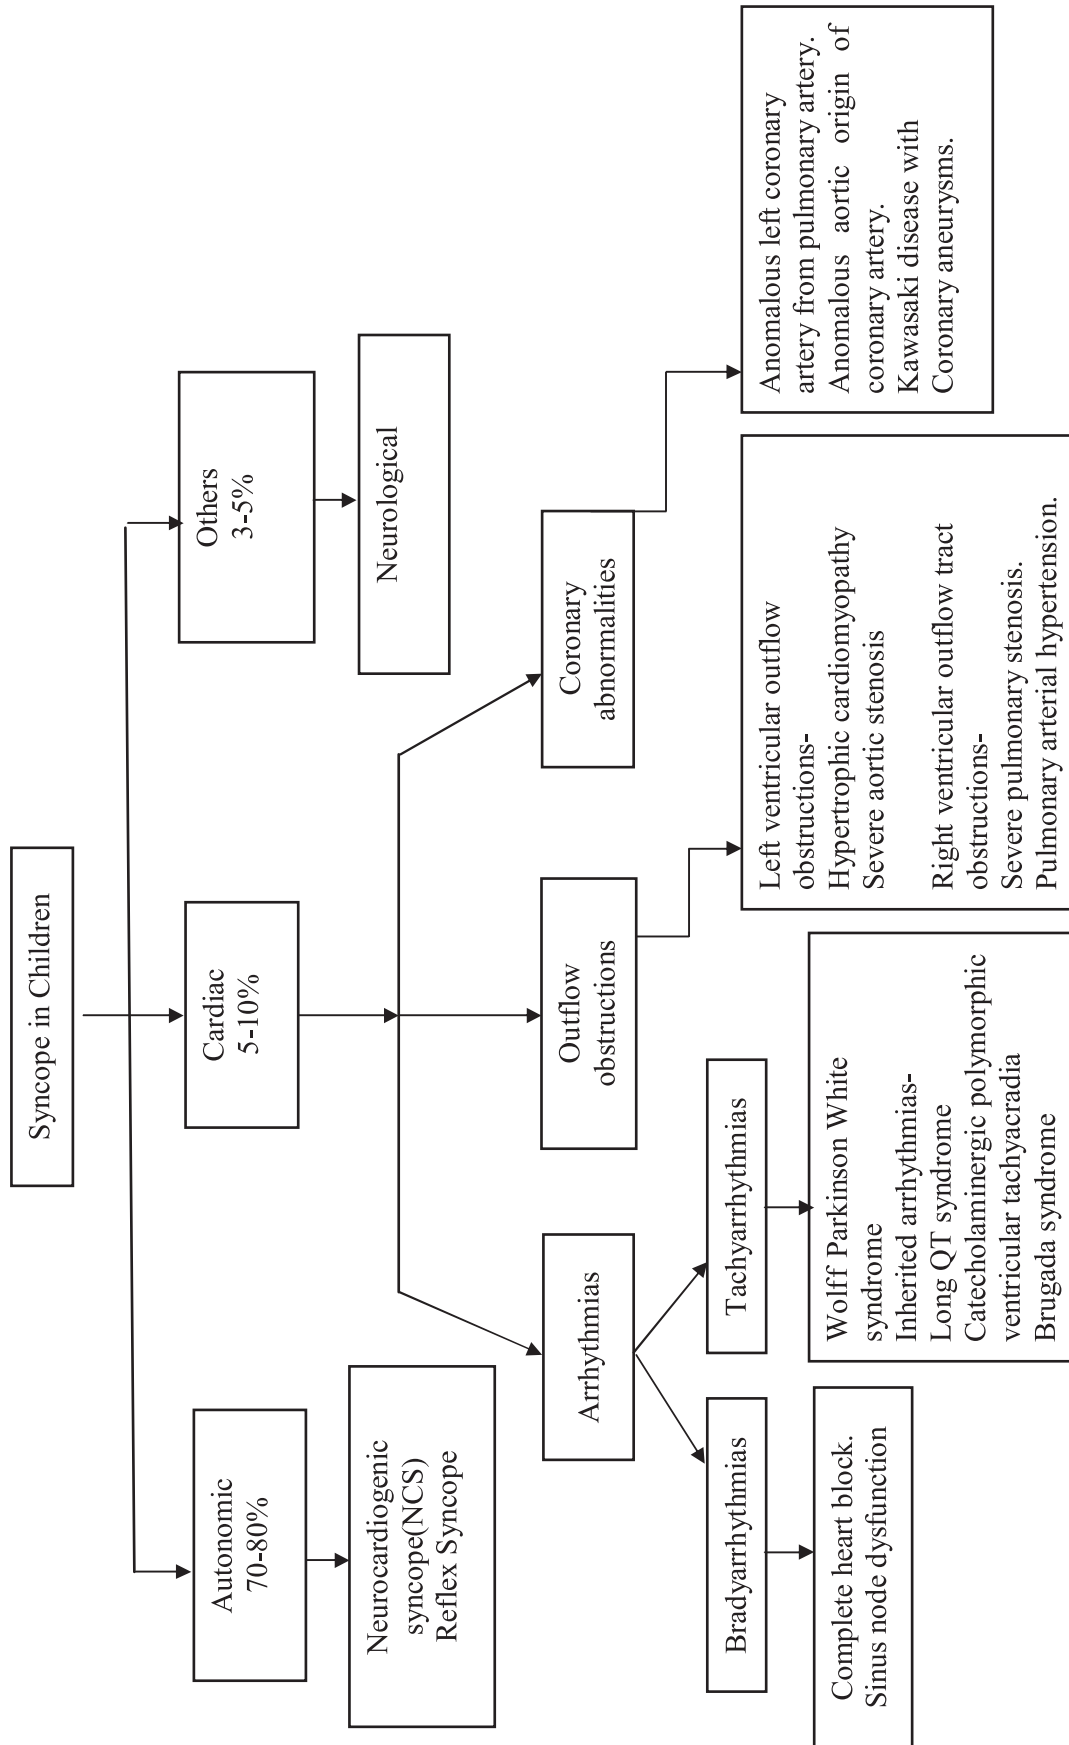 Syncope in Children
Autonomic
70-80%
Cardiac
5-10%
Others
3-5%
Neurocardiogenic
syncope(NCS)
Reflex Syncope
Neurological
Arrhythmias
Outflow
obstructions
Coronary
abnormalities
Bradyarrhythmias
Tachyarrhythmias
Complete heart block.
Sinus node dysfunction
Wolff Parkinson White
syndrome
Inherited arrhythmias-
Long QT syndrome
Catecholaminergic polymorphic
ventricular tachyacradia
Brugada syndrome
Left ventricular outflow
obstructions-
Hypertrophic cardiomyopathy
Severe aortic stenosis
Right ventricular outflow tract
obstructions-
Severe pulmonary stenosis.
Pulmonary arterial hypertension.
Anomalous left coronary
artery from pulmonary artery.
Anomalous aortic origin of
coronary artery.
Kawasaki disease with
Coronary aneurysms.